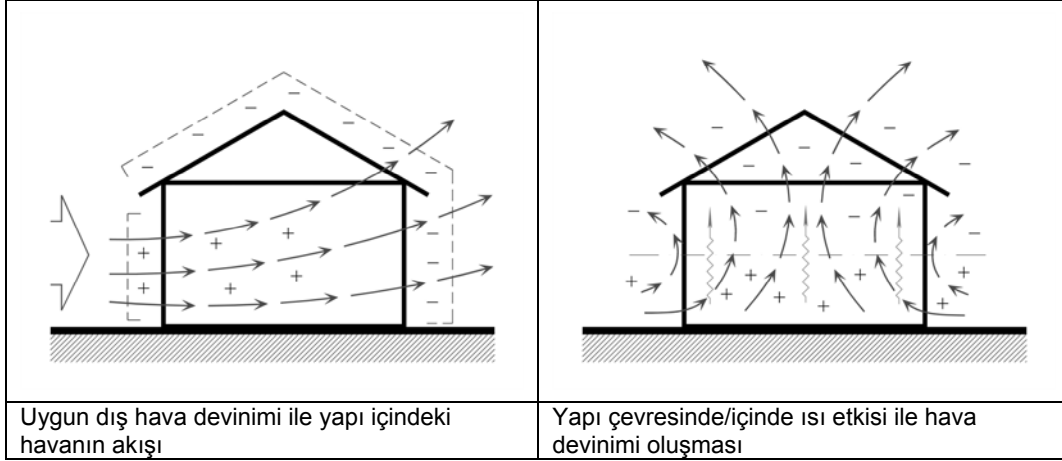 Uygun dış hava devinimi ile yapı içindeki
havanın akışı
Yapı çevresinde/içinde ısı etkisi ile hava
devinimi oluşması